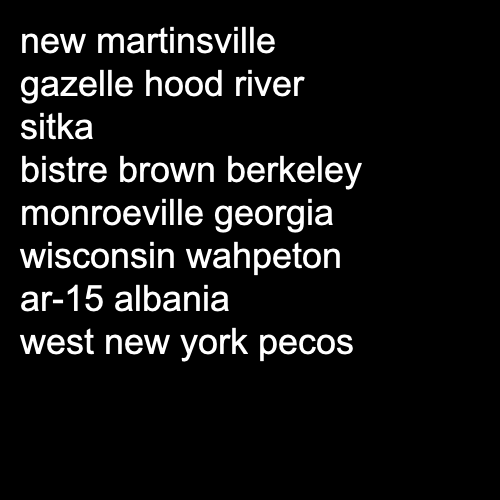 new martinsville
gazelle hood river
sitka
bistre brown berkeley
monroeville georgia
wisconsin wahpeton
ar-15 albania
west new york pecos